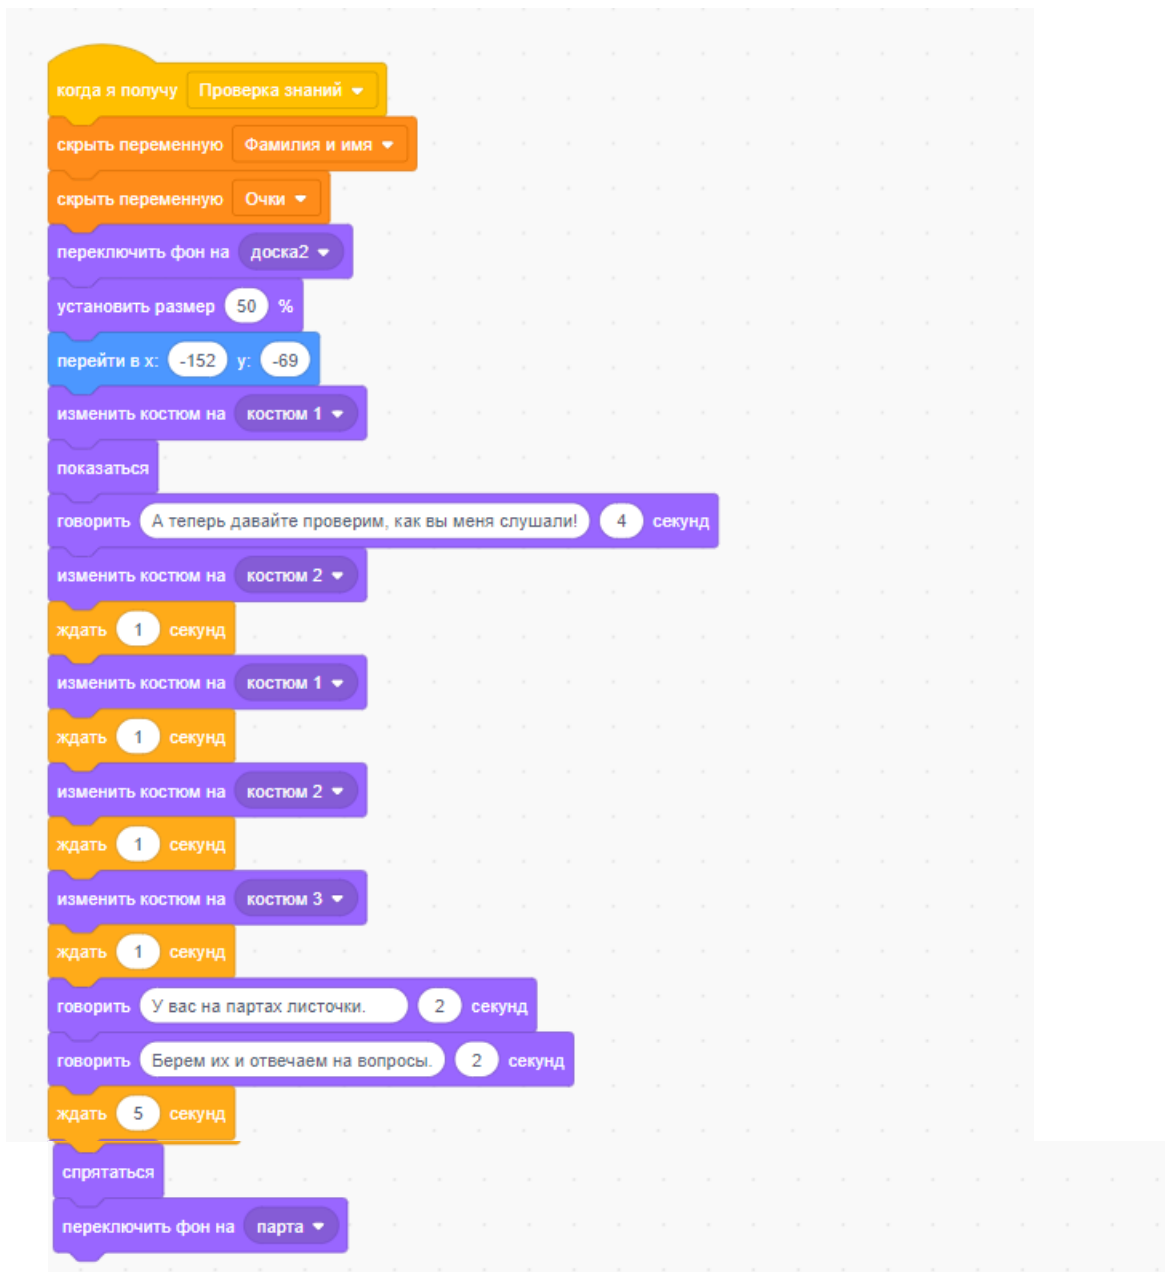 когда я получу Проверка знаний
скрыть переменную Фамилия и имя
скрыть переменную Очки
переключить фон на доска2
установить размер 50 %
перейти в x: -152 y: -69
изменить костюм на костюм 1
показаться
говорить А теперь давайте проверим, как вы меня слушали! 4 секунд
изменить костюм на костюм 2
ждать 1 секунд
изменить костюм на костюм 1
ждать 1 секунд
изменить костюм на костюм 2
ждать 1 секунд
изменить костюм на костюм 3
ждать 1 секунд
говорить У вас на партах листочки. 2 секунд
говорить Берем их и отвечаем на вопросы. 2 секунд
ждать 5 секунд
спрятаться
переключить фон на парта